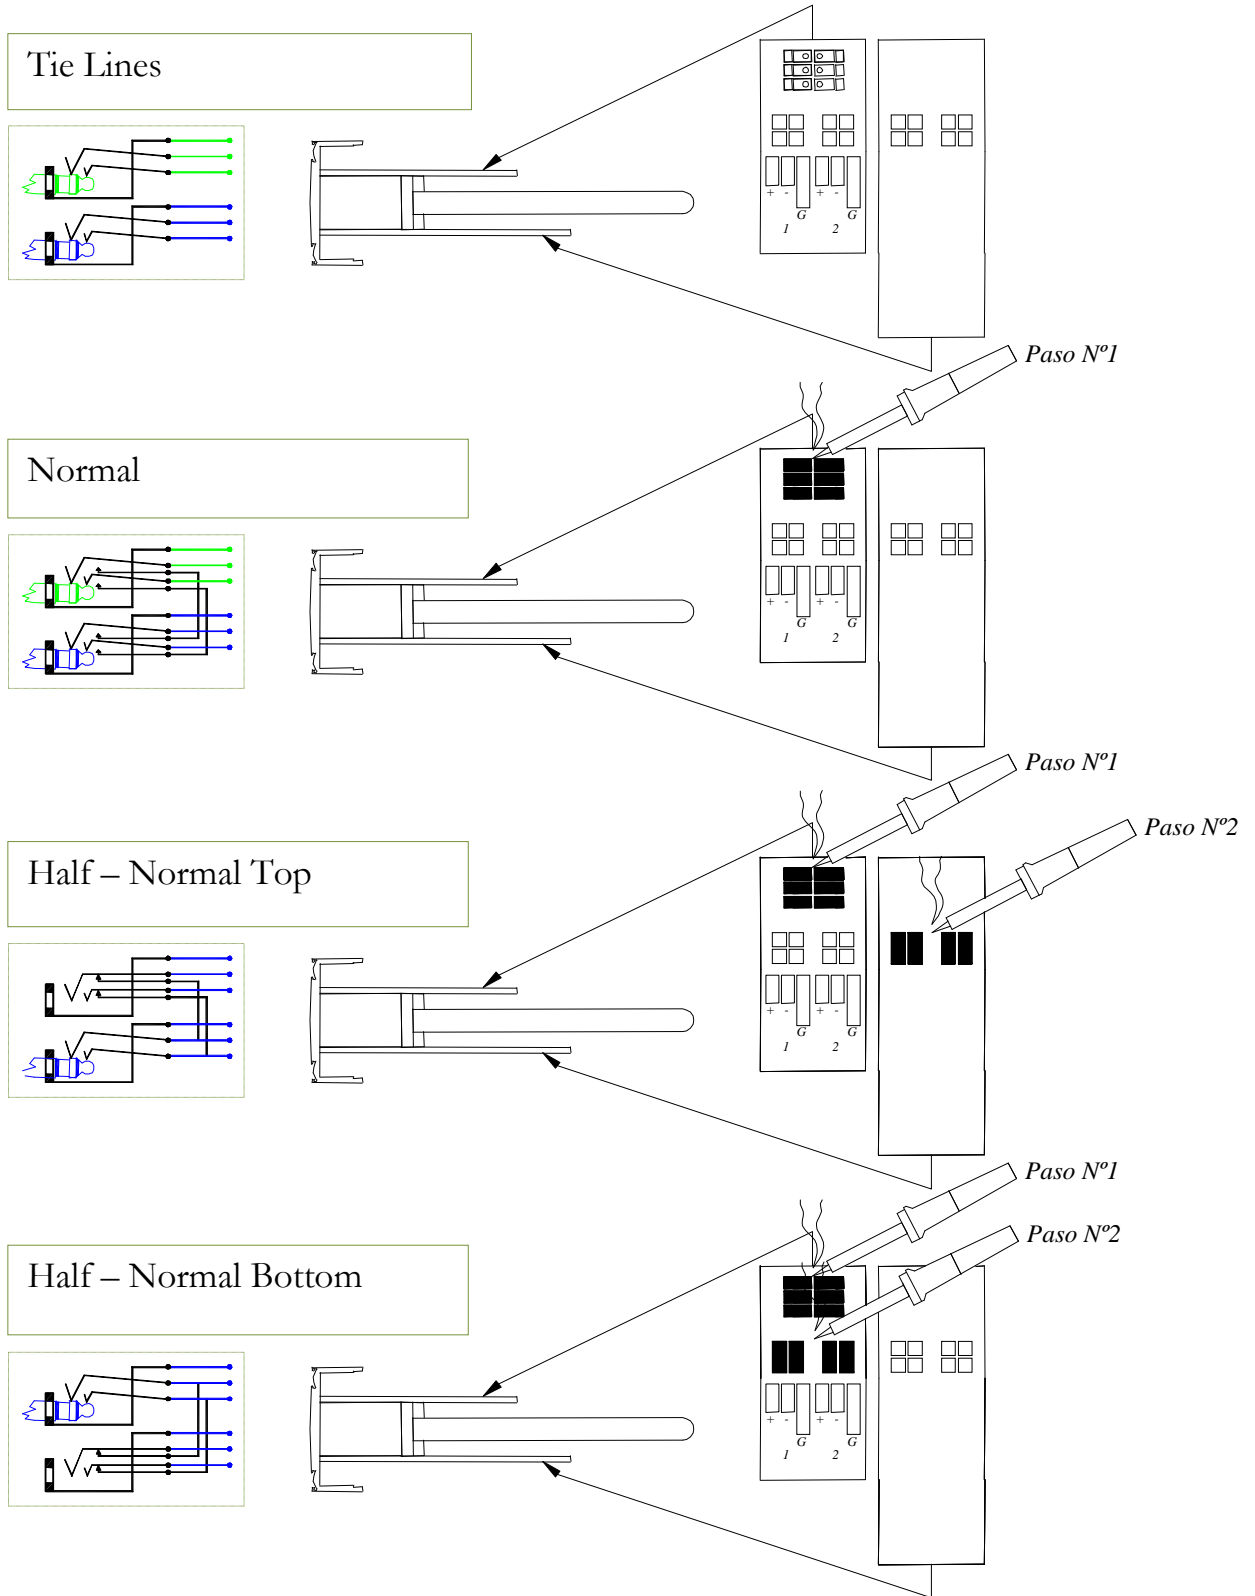 Tie Lines
+ - + -
G G
1 2
Paso Nº1
Normal
+ - + -
G G
1 2
Paso Nº1
Paso Nº2
Half – Normal Top
+ - + -
G G
1 2
Paso Nº1
Paso Nº2
Half – Normal Bottom
+ - + -
G G
1 2